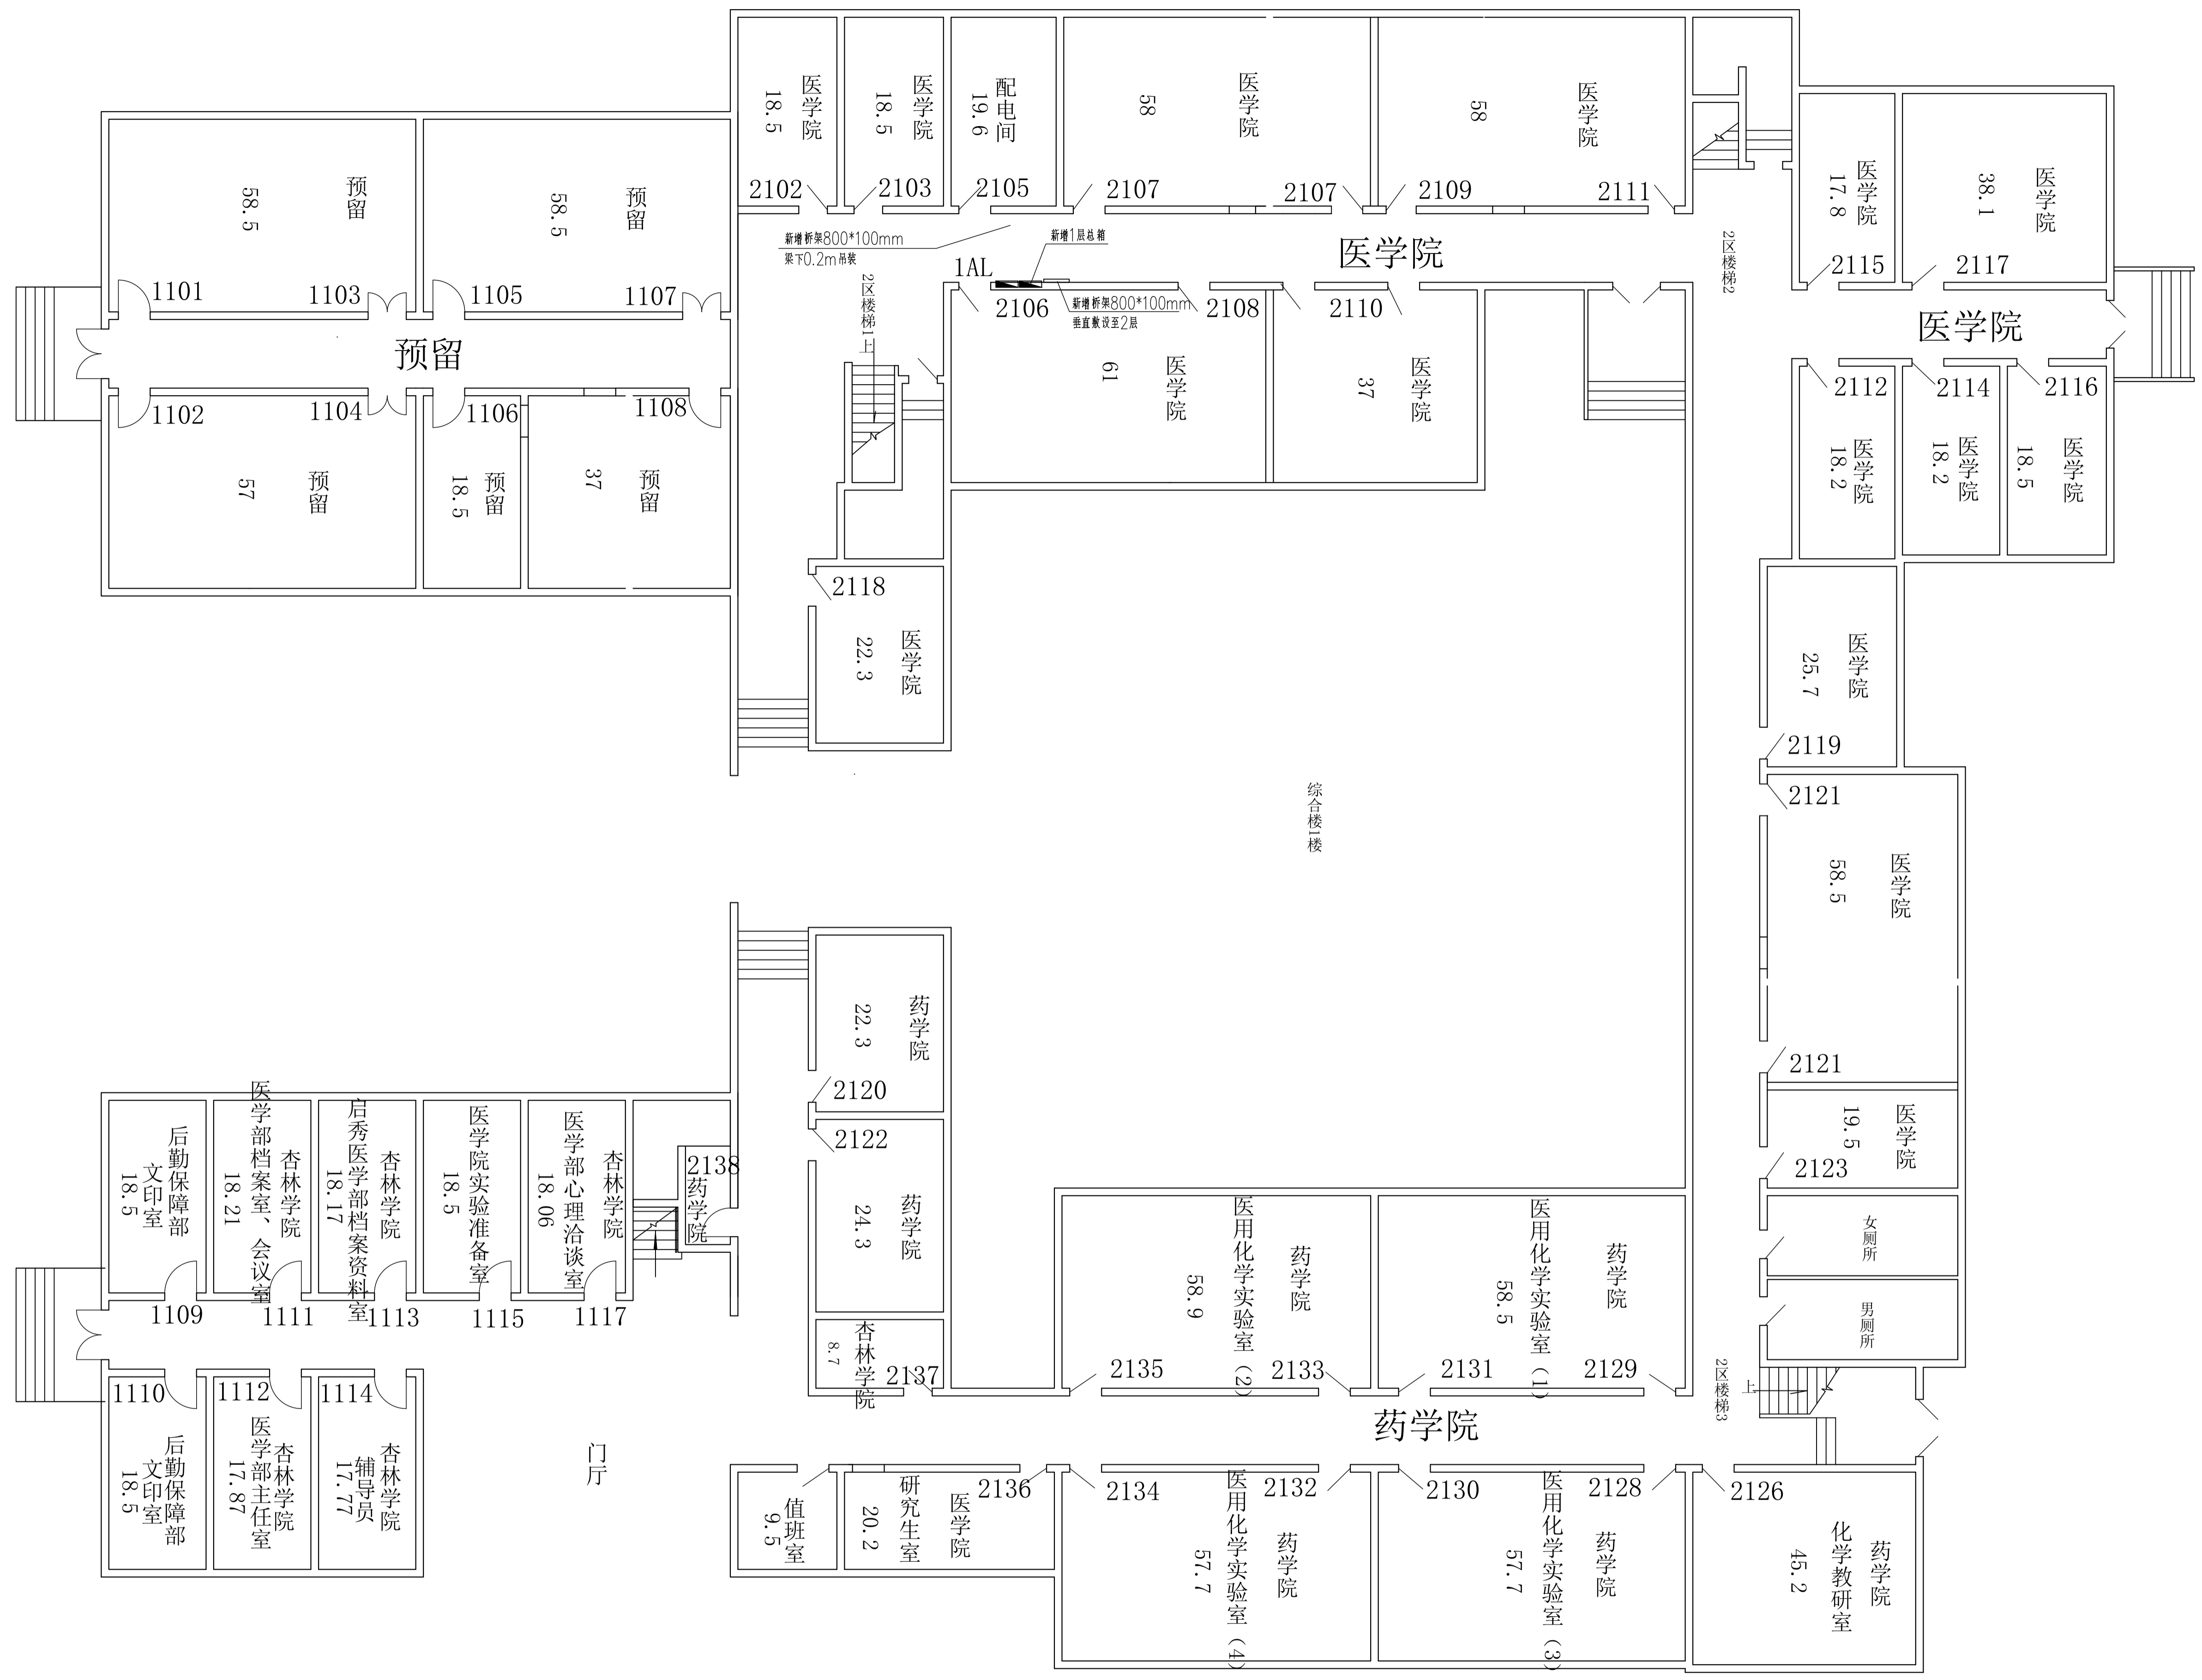 医学院
18.5
2102
医学院
18.5
2103
配电间
19.6
2105
医学院
58
2107
2107
医学院
58
2109
2111
医学院
17.8
2115
医学院
38.1
2117
预留
58.5
1101
1103
预留
58.5
1105
1107
新增桥架800*100mm
梁下0.2m吊装
新增1层总箱
医学院
2区楼梯2
1AL
2区楼梯1
上
2106
新增桥架800*100mm
垂直敷设至2层
2108
2110
医学院
预留
1102
1104
1106
1108
预留
57
预留
18.5
预留
37
医学院
61
医学院
37
2112
2114
2116
医学院
18.2
医学院
18.2
医学院
18.5
2118
医学院
22.3
医学院
25.7
2119
2121
综合楼1楼
医学院
58.5
2121
药学院
22.3
2120
2122
后勤保障部
文印室
18.5
1109
杏林学院
医学部档案室、会议室
18.21
1111
杏林学院
启秀医学部档案资料室
18.17
1113
医学院实验准备室
18.5
1115
杏林学院
医学部心理洽谈室
18.06
1117
2138
药学院
药学院
24.3
医学院
19.5
2123
女厕所
男厕所
药学院
医用化学实验室（2）
58.9
2135
2133
药学院
医用化学实验室（1）
58.5
2131
2129
杏林学院
8.7
2137
2区楼梯3
上
药学院
1110
1112
1114
后勤保障部
文印室
18.5
杏林学院
医学部主任室
17.87
杏林学院
辅导员
17.77
门厅
值班室
9.5
医学院
研究生室
20.2
2136
2134
2132
药学院
医用化学实验室（4）
57.7
2130
2128
药学院
医用化学实验室（3）
57.7
2126
药学院
化学教研室
45.2